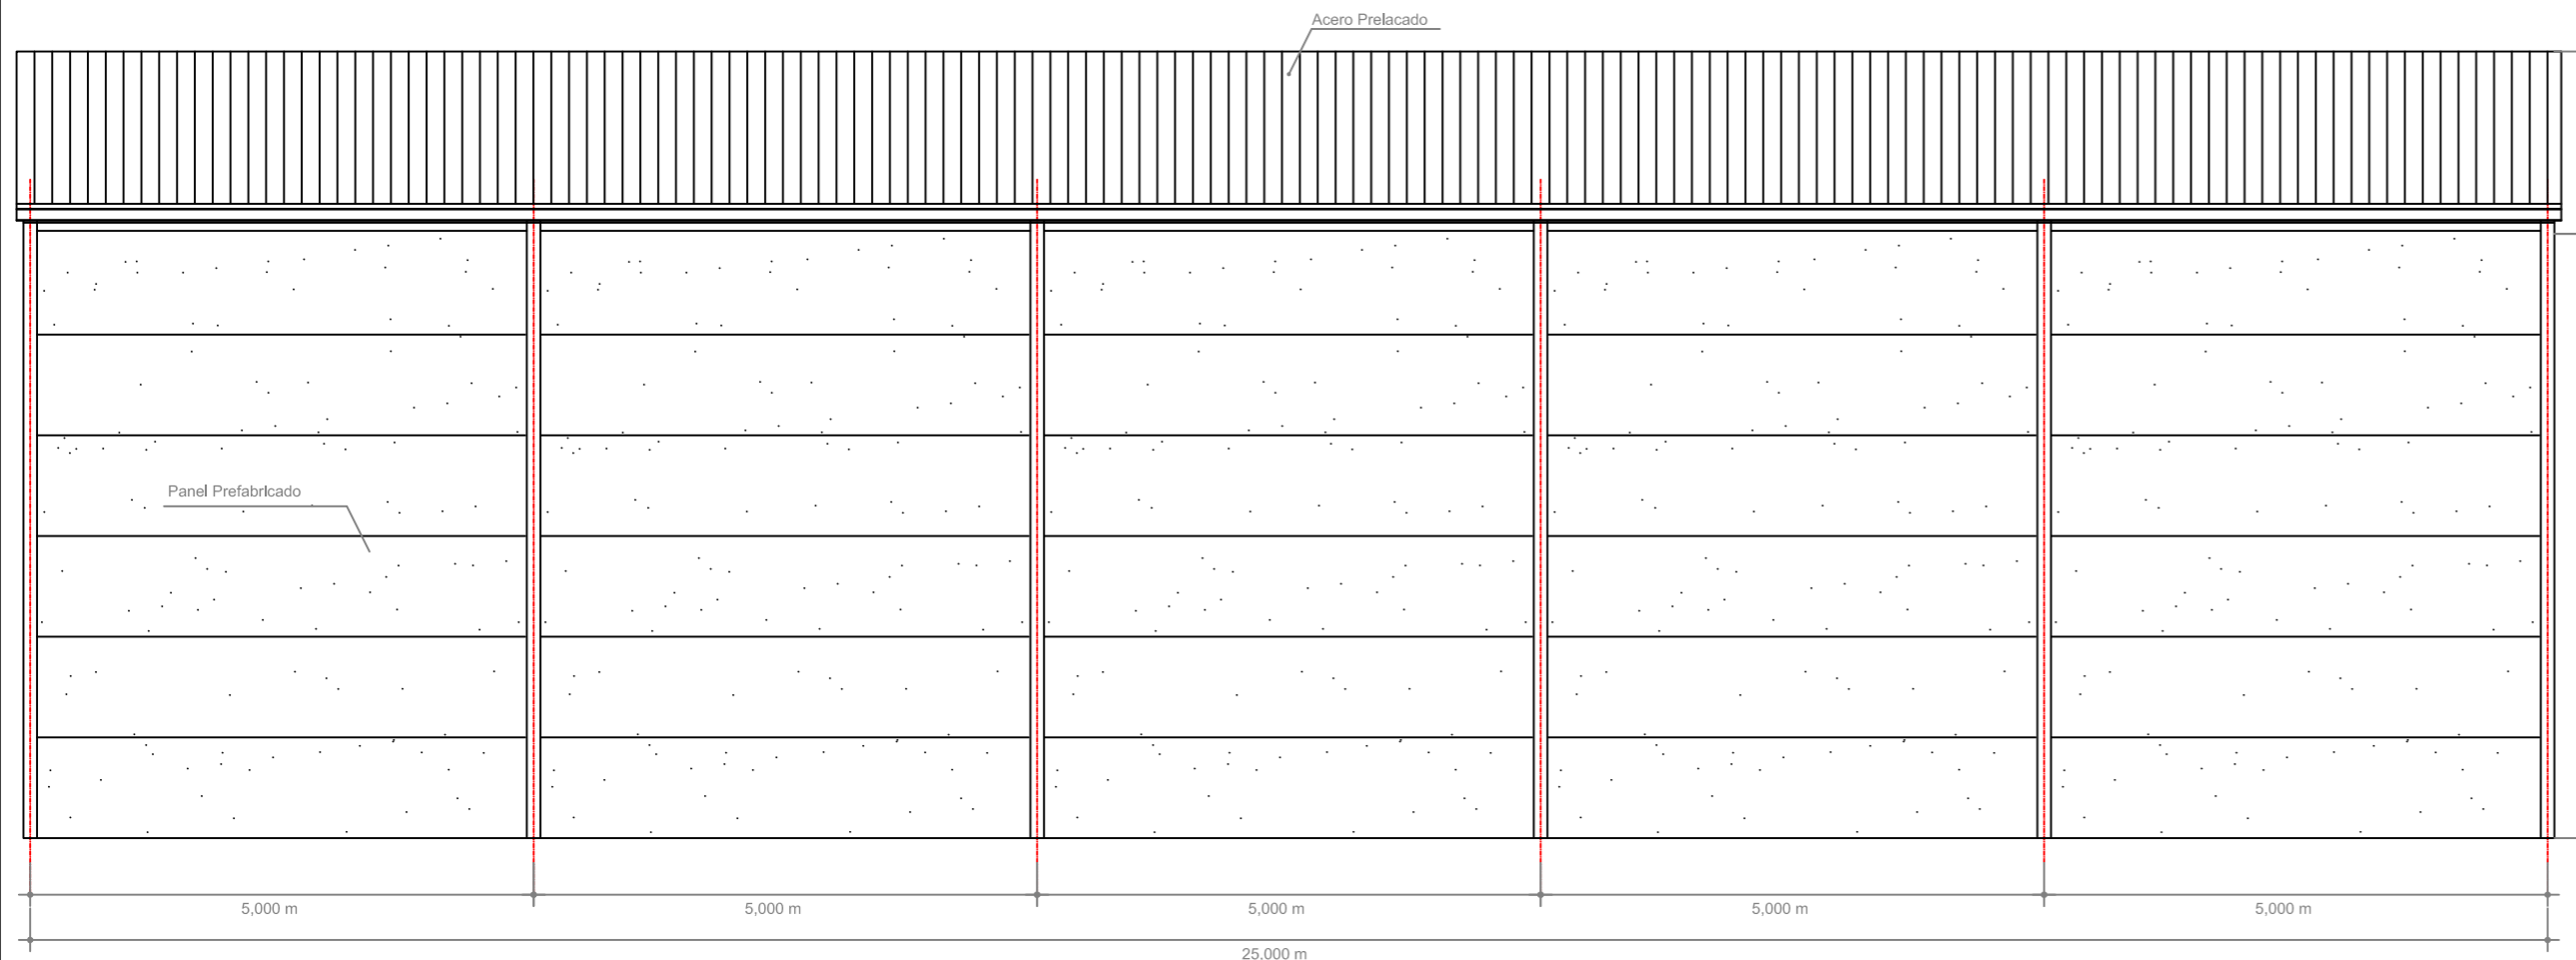 Acero Prelacado
Panel Prefabricado
5,000 m
5,000 m
5,000 m
5,000 m
5,000 m
25,000 m